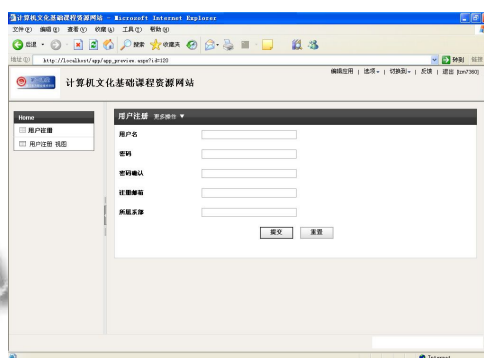 计算机文化基础课程资源网站 - Microsoft Internet Explorer
文件(F) 编辑(E) 查看(V) 收藏(A) 工具(T) 帮助(H)
后退 搜索 收藏夹
地址(D) http://localhost/app/app_preview.aspx?id=120 转到 链接
编辑应用 | 选项 | 切换到 | 反馈 | 退出
计算机文化基础课程资源网站
Home
用户注册
用户注册 视图
用户注册 更多操作 ▼
用户名
密码
密码确认
注册邮箱
所属系部
提交 重置
Internet